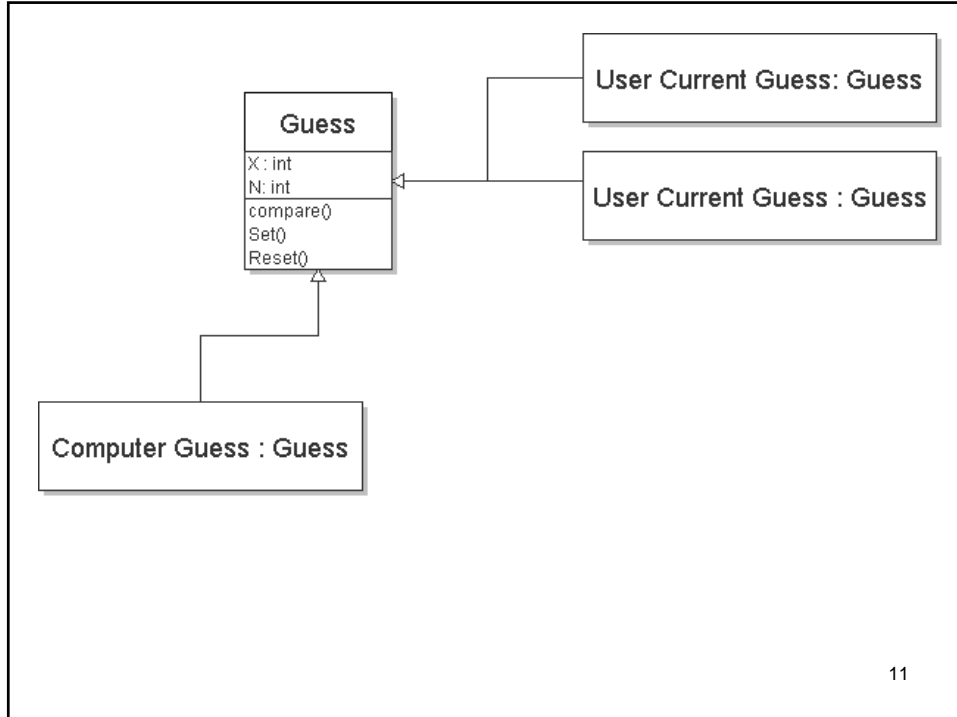 Guess
X : int
N: int
compare()
Set()
Reset()
User Current Guess: Guess
User Current Guess : Guess
Computer Guess : Guess
11